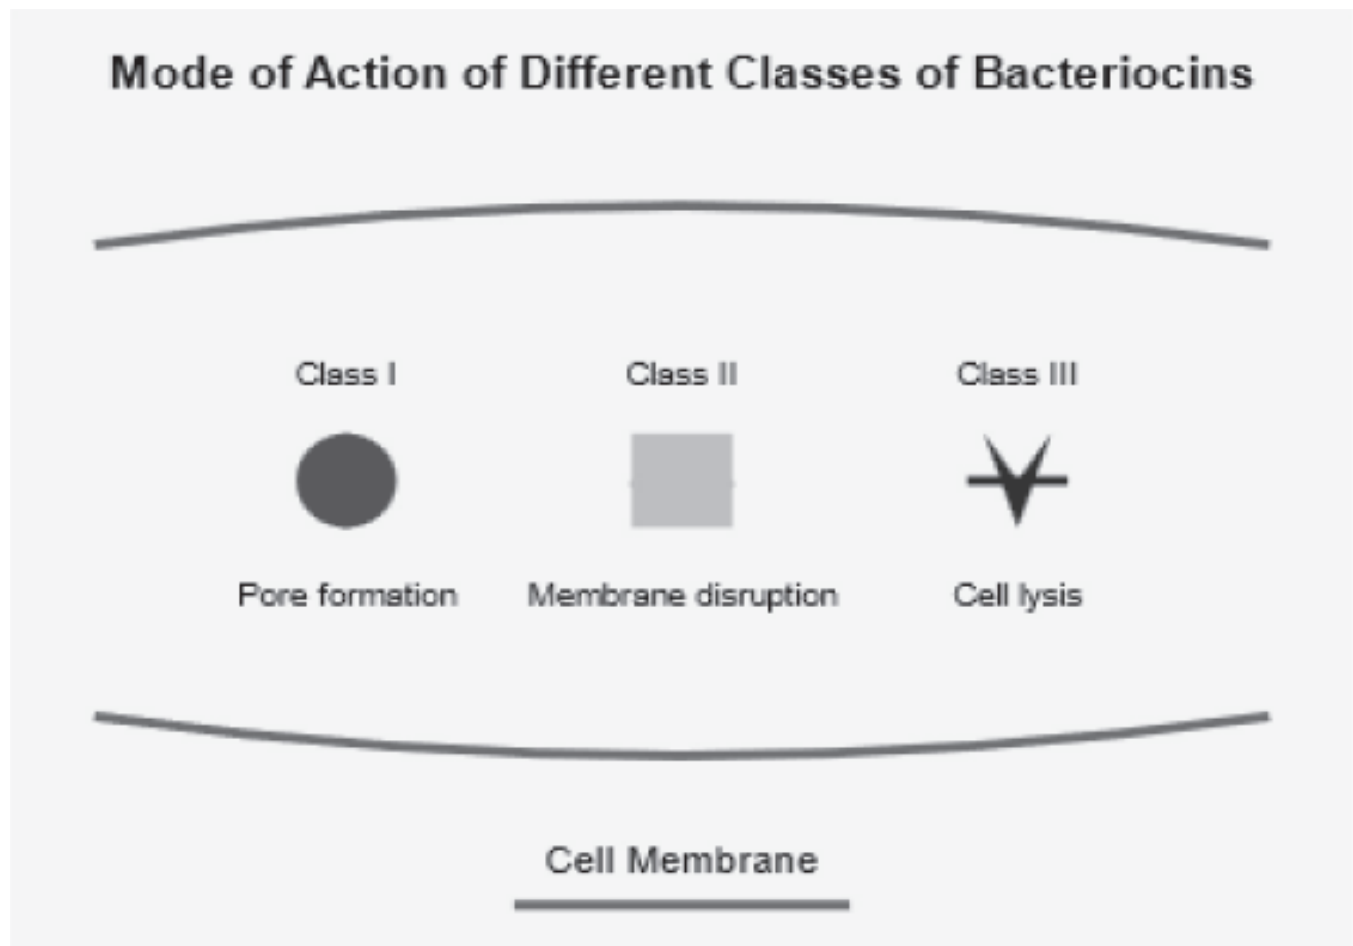 Mode of Action of Different Classes of Bacteriocins
Class I
Class II
Class III
Pore formation
Membrane disruption
Cell lysis
Cell Membrane